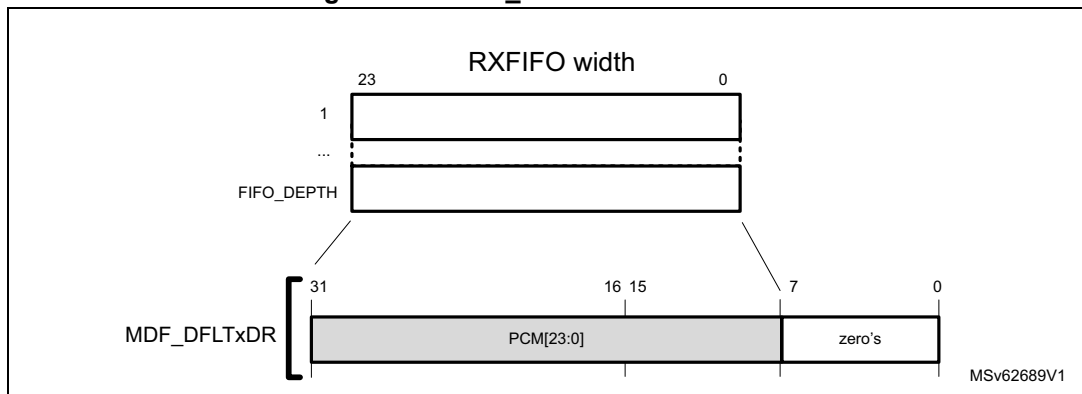 RXFIFO width
23 0
1
...
FIFO_DEPTH
31 16 15 7 0
MDF_DFLTxDR PCM[23:0] zero's
MSv62689V1